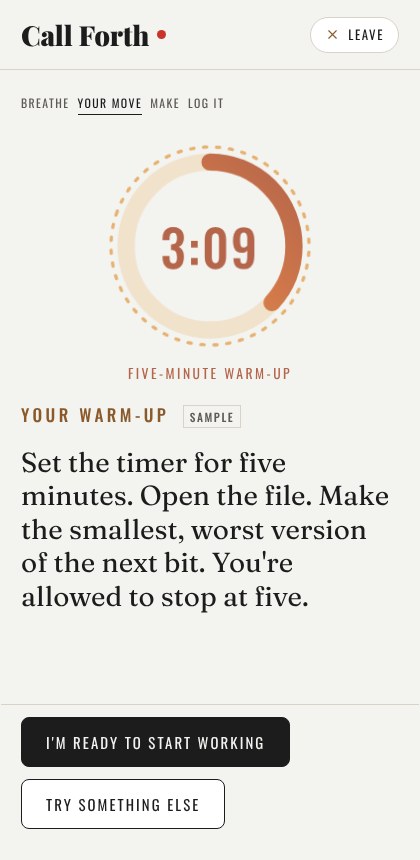 Call Forth
× LEAVE
BREATHE YOUR MOVE MAKE LOG IT
3:09
FIVE-MINUTE WARM-UP
YOUR WARM-UP SAMPLE
Set the timer for five
minutes. Open the file. Make
the smallest, worst version
of the next bit. You're
allowed to stop at five.
I'M READY TO START WORKING
TRY SOMETHING ELSE